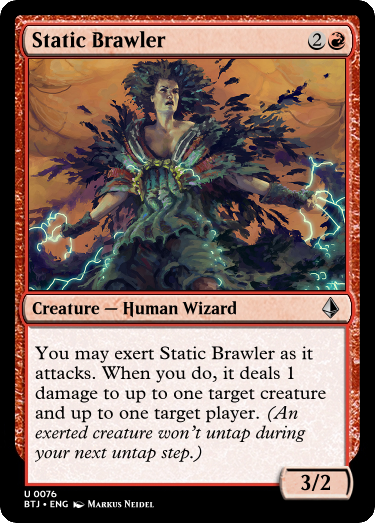 Static Brawler 2
Creature — Human Wizard
You may exert Static Brawler as it
attacks. When you do, it deals 1
damage to up to one target creature
and up to one target player. (An
exerted creature won't untap during
your next untap step.)
3/2
U 0076
BTJ • ENG Markus Neidel